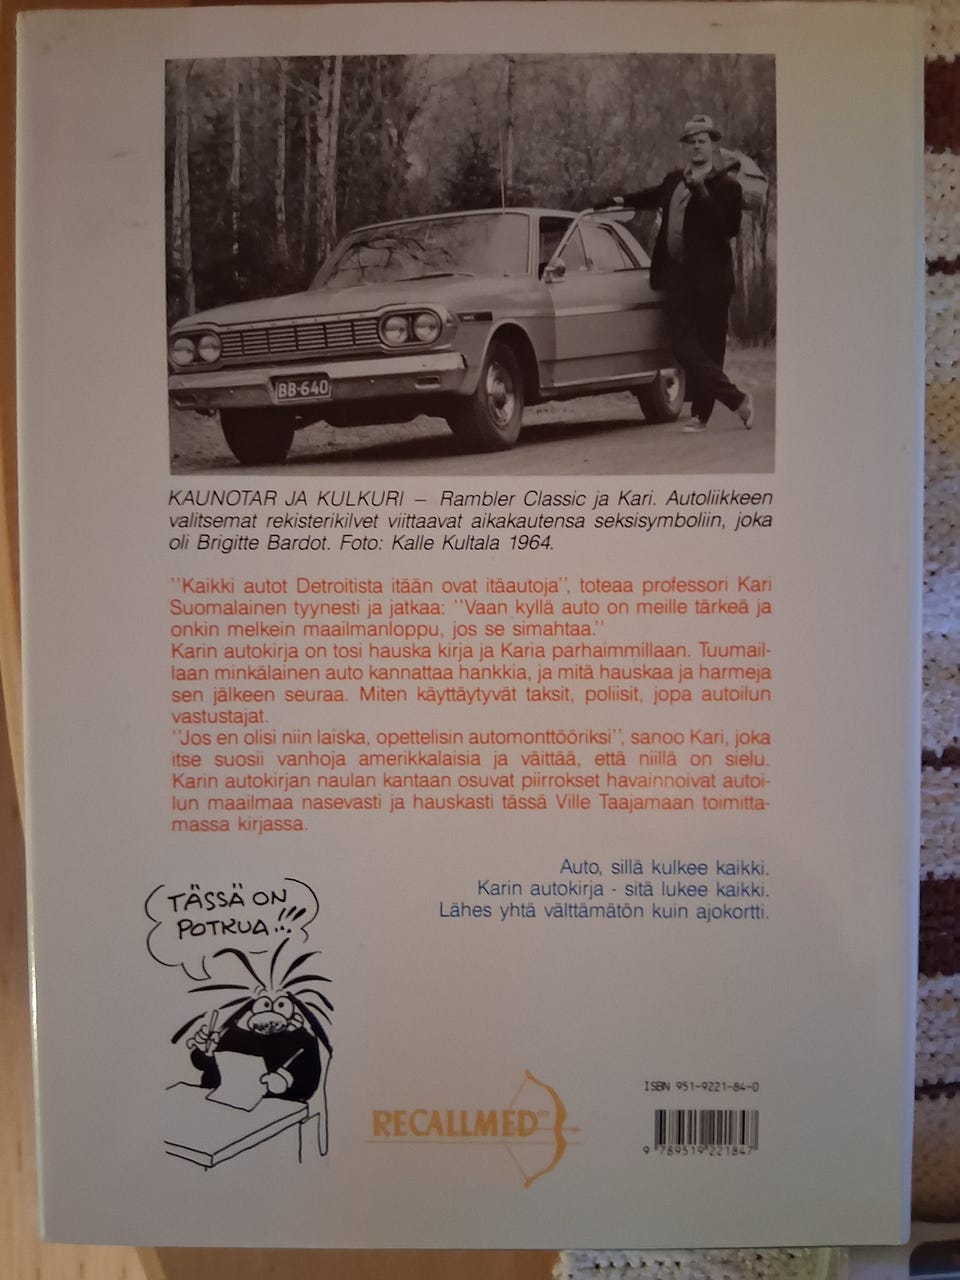 BB-640
KAUNOTAR JA KULKURI – Rambler Classic ja Kari. Autoliikkeen
valitsemat rekisterikilvet viittaavat aikakautensa seksisymboliin, joka
oli Brigitte Bardot. Foto: Kalle Kultala 1964.
''Kaikki autot Detroitista itään ovat itäautoja'', toteaa professori Kari
Suomalainen tyynesti ja jatkaa: ''Vaan kyllä auto on meille tärkeä ja
onkin melkein maailmanloppu, jos se simahtaa.''
Karin autokirja on tosi hauska kirja ja Karia parhaimmillaan. Tuumail-
laan minkälainen auto kannattaa hankkia, ja mitä hauskaa ja harmeja
sen jälkeen seuraa. Miten käyttäytyvät taksit, poliisit, jopa autoilun
vastustajat.
''Jos en olisi niin laiska, opettelisin automonttööriksi'', sanoo Kari, joka
itse suosii vanhoja amerikkalaisia ja väittää, että niillä on sielu.
Karin autokirjan naulan kantaan osuvat piirrokset havainnoivat autoi-
lun maailmaa nasevasti ja hauskasti tässä Ville Taajamaan toimitta-
massa kirjassa.
Auto, sillä kulkee kaikki.
Karin autokirja - sitä lukee kaikki.
Lähes yhtä välttämätön kuin ajokortti.
TÄSSÄ ON
POTKUA!!!
RECALLMED
ISBN 951-9221-84-0
9 789519 221847